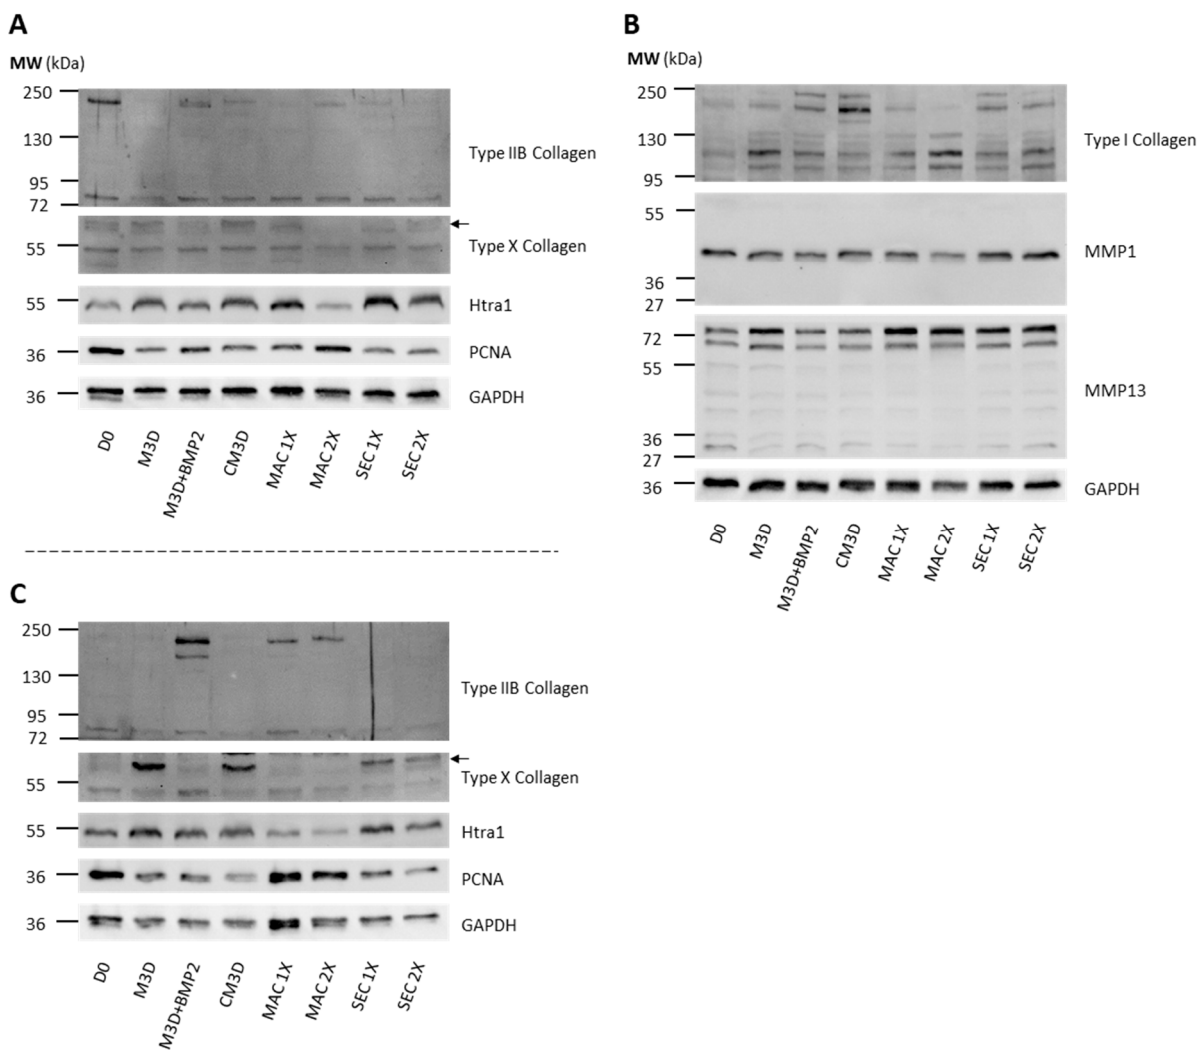 A
MW (kDa)
250
130
95
72
Type IIB Collagen
55
Type X Collagen
55
Htra1
36
PCNA
36
GAPDH
D0
M3D
M3D+BMP2
CM3D
MAC 1X
MAC 2X
SEC 1X
SEC 2X
B
MW (kDa)
250
130
95
Type I Collagen
55
36
27
MMP1
72
55
36
27
MMP13
36
GAPDH
D0
M3D
M3D+BMP2
CM3D
MAC 1X
MAC 2X
SEC 1X
SEC 2X
C
250
130
95
72
Type IIB Collagen
55
Type X Collagen
55
Htra1
36
PCNA
36
GAPDH
D0
M3D
M3D+BMP2
CM3D
MAC 1X
MAC 2X
SEC 1X
SEC 2X